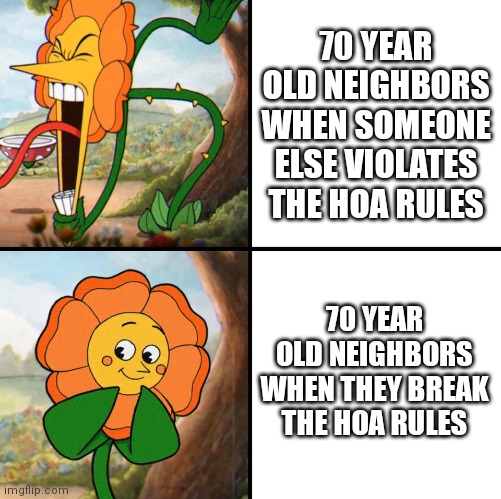 70 YEAR
OLD NEIGHBORS
WHEN SOMEONE
ELSE VIOLATES
THE HOA RULES
70 YEAR
OLD NEIGHBORS
WHEN THEY BREAK
THE HOA RULES
imgflip.com